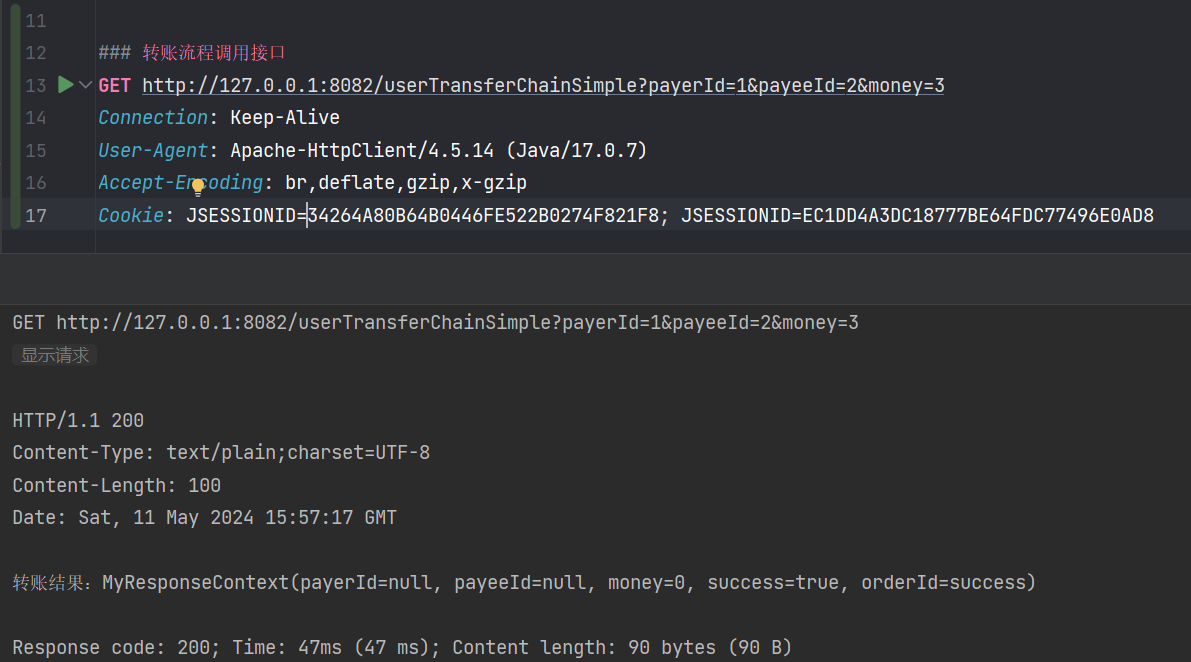 11
12 ### 转账流程调用接口
13 GET http://127.0.0.1:8082/userTransferChainSimple?payerId=1&payeeId=2&money=3
14 Connection: Keep-Alive
15 User-Agent: Apache-HttpClient/4.5.14 (Java/17.0.7)
16 Accept-Encoding: br,deflate,gzip,x-gzip
17 Cookie: JSESSIONID=34264A80B64B0446FE522B0274F821F8; JSESSIONID=EC1DD4A3DC18777BE64FDC77496E0AD8
GET http://127.0.0.1:8082/userTransferChainSimple?payerId=1&payeeId=2&money=3
显示请求
HTTP/1.1 200
Content-Type: text/plain;charset=UTF-8
Content-Length: 100
Date: Sat, 11 May 2024 15:57:17 GMT
转账结果：MyResponseContext(payerId=null, payeeId=null, money=0, success=true, orderId=success)
Response code: 200; Time: 47ms (47 ms); Content length: 90 bytes (90 B)